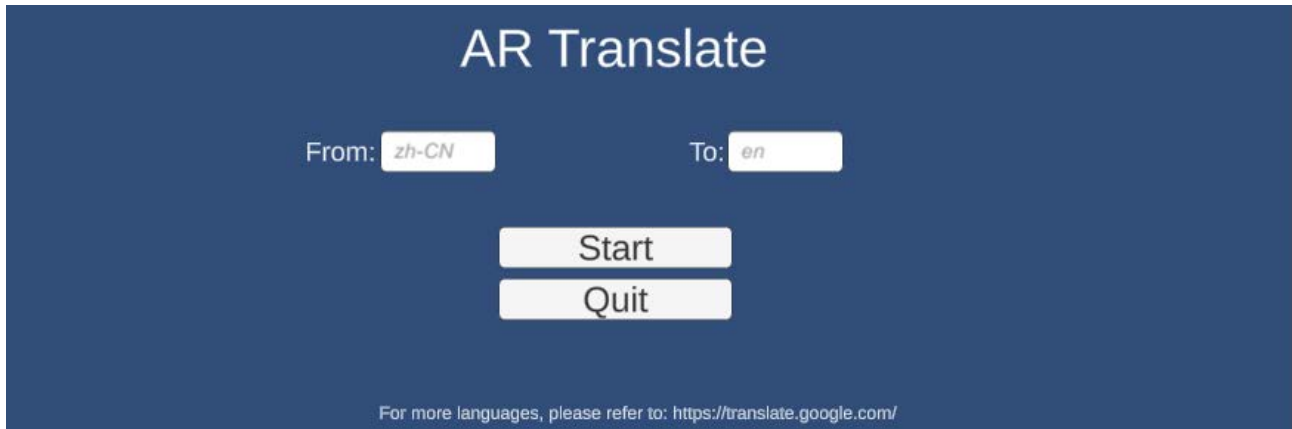 AR Translate
From: zh-CN To: en
Start
Quit
For more languages, please refer to: https://translate.google.com/